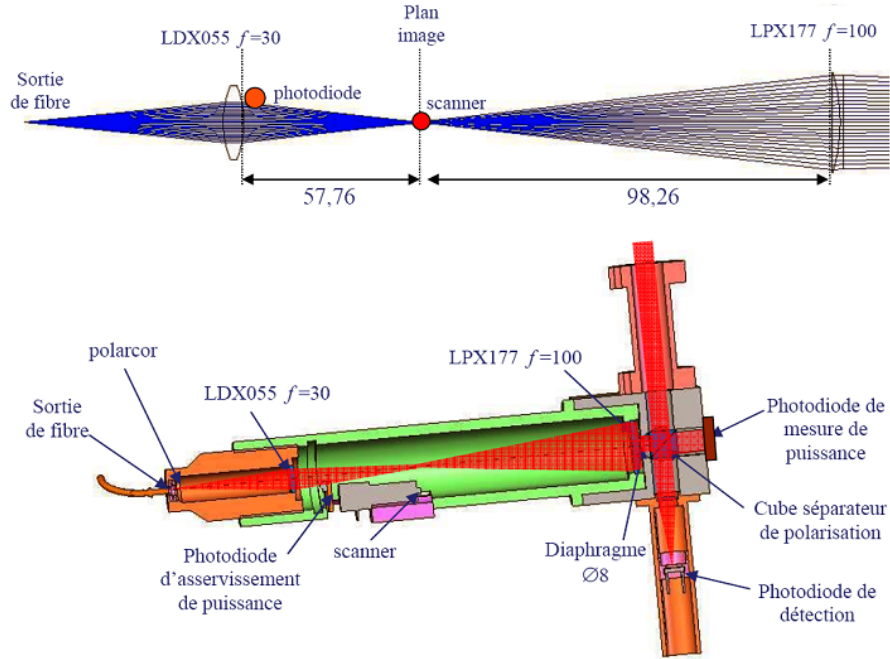 Plan
image
LDX055 f=30
LPX177 f=100
Sortie
de fibre
photodiode
scanner
57,76
98,26
polarcor
LPX177 f=100
LDX055 f=30
Sortie
de fibre
Photodiode de
mesure de
puissance
Photodiode
d'asservissement
de puissance
scanner
Diaphragme
∅8
Cube séparateur
de polarisation
Photodiode de
détection